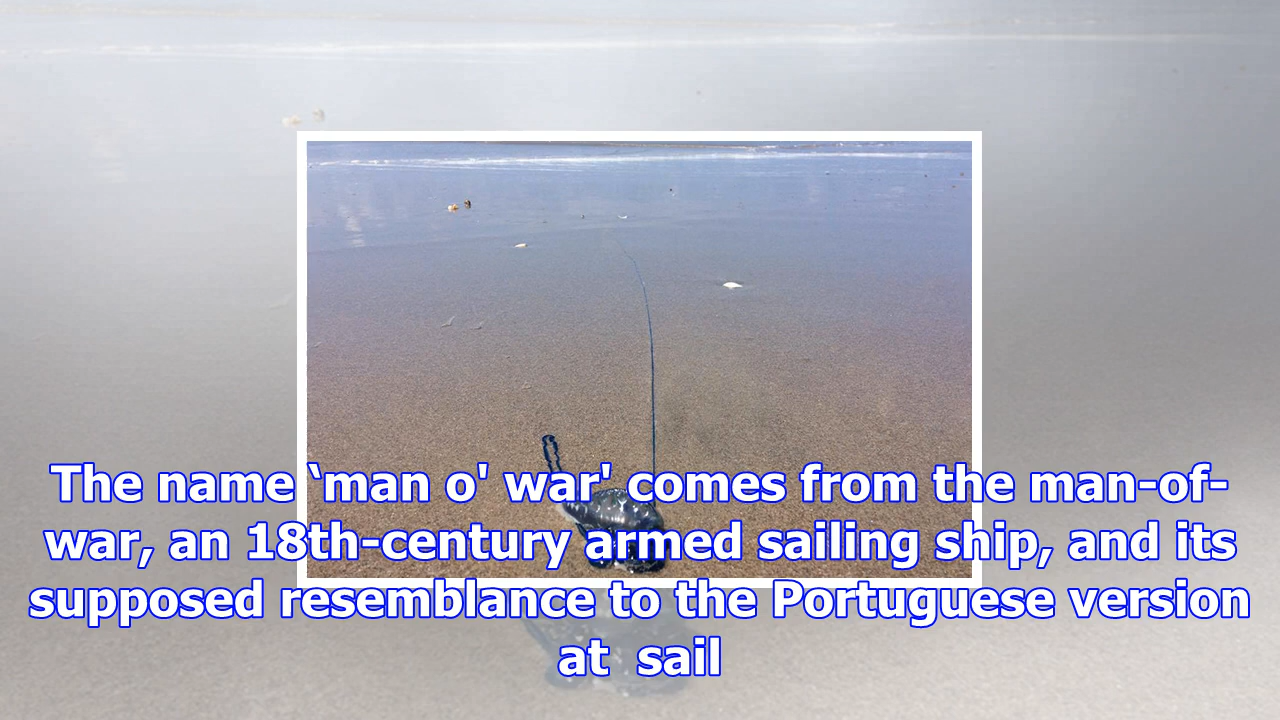 The name ‘man o' war' comes from the man-of-
war, an 18th-century armed sailing ship, and its
supposed resemblance to the Portuguese version
at  sail